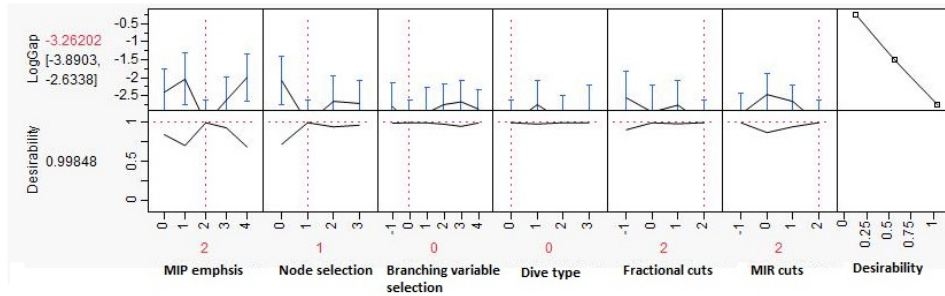 LogGap
-3.26202
[-3.8903,
-2.6338]
-0.5
-1
-1.5
-2
-2.5
Desirability
0.99848
1
0.5
0
0 1 2 3 4
0 1 2 3
-1 0 1 2 3 4
0 1 2 3
-1 0 1 2
-1 0 1 2
0 0.25 0.5 0.75 1
2
1
0
0
2
2
MIP emphsis
Node selection
Branching variable
selection
Dive type
Fractional cuts
MIR cuts
Desirability